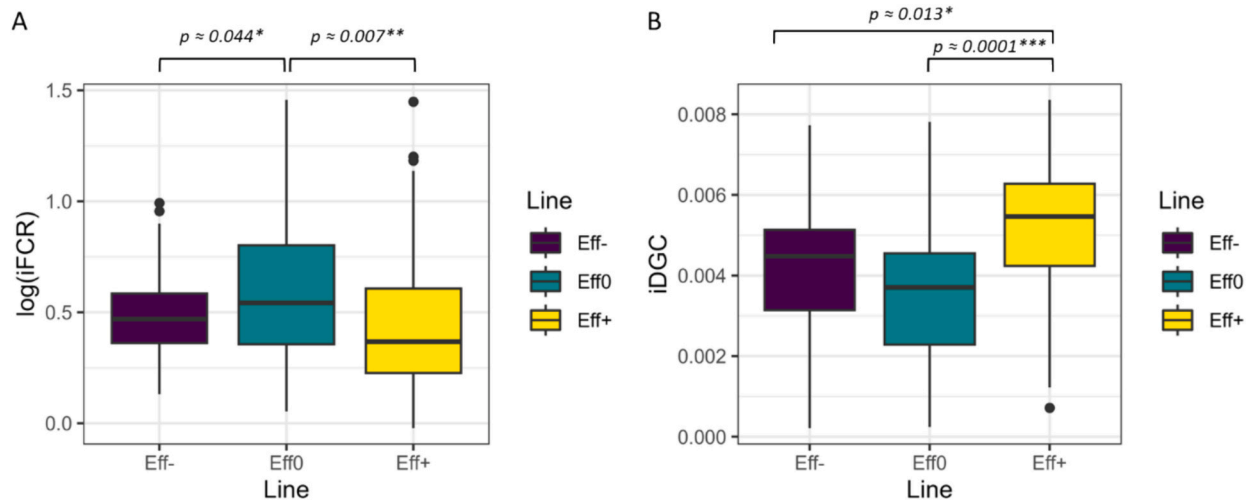 A
p ≈ 0.044*
p ≈ 0.007**
1.5
1.0
0.5
0.0
log(iFCR)
Eff-
Eff0
Eff+
Line
Line
Eff-
Eff0
Eff+
B
p ≈ 0.013*
p ≈ 0.0001***
0.008
0.006
0.004
0.002
0.000
iDGC
Eff-
Eff0
Eff+
Line
Line
Eff-
Eff0
Eff+